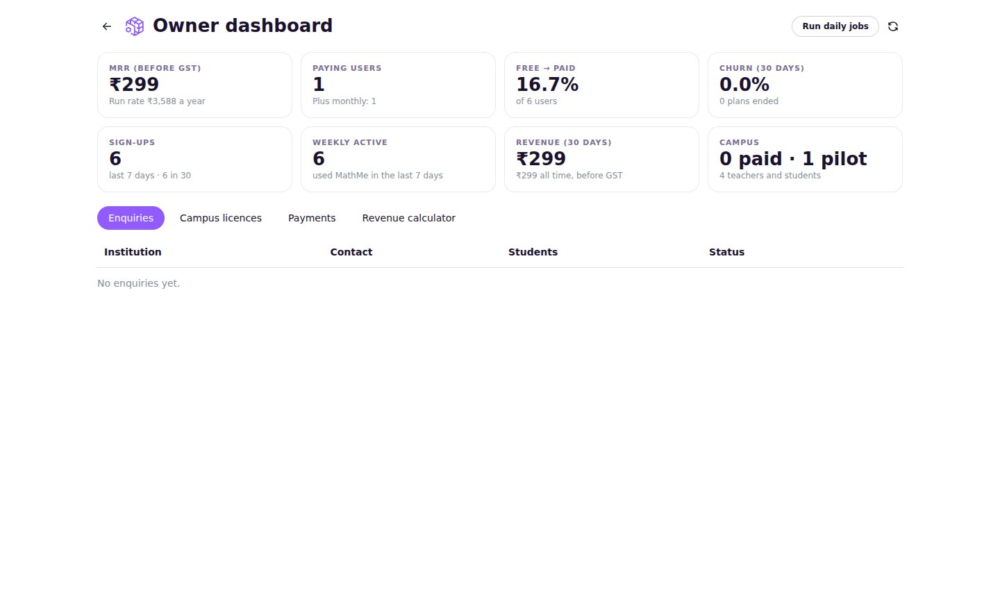 Owner dashboard
Run daily jobs
MRR (BEFORE GST)
₹299
Run rate ₹3,588 a year
PAYING USERS
1
Plus monthly: 1
FREE → PAID
16.7%
of 6 users
CHURN (30 DAYS)
0.0%
0 plans ended
SIGN-UPS
6
last 7 days · 6 in 30
WEEKLY ACTIVE
6
used MathMe in the last 7 days
REVENUE (30 DAYS)
₹299
₹299 all time, before GST
CAMPUS
0 paid · 1 pilot
4 teachers and students
Enquiries
Campus licences
Payments
Revenue calculator
Institution
Contact
Students
Status
No enquiries yet.